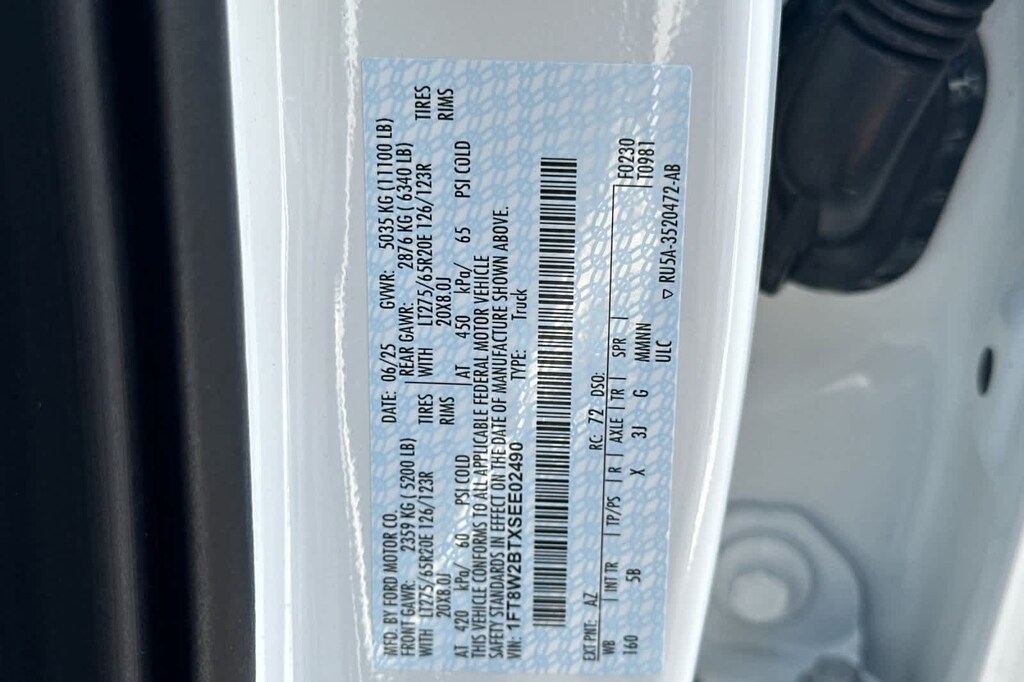 MFD. BY FORD MOTOR CO. DATE: 06/25 GVWR: 5035 KG (11100 LB)
FRONT GAWR: 2359 KG (5200 LB) REAR GAWR: 2876 KG (6340 LB)
WITH LT275/65R20E 126/123R TIRES WITH LT275/65R20E 126/123R TIRES
20X8.0J RIMS 20X8.0J RIMS
AT 420 kPa/ 60 PSI COLD AT 450 kPa/ 65 PSI COLD
THIS VEHICLE CONFORMS TO ALL APPLICABLE FEDERAL MOTOR VEHICLE
SAFETY STANDARDS IN EFFECT ON THE DATE OF MANUFACTURE SHOWN ABOVE.
VIN: 1FT8W2BTXSEE02490 TYPE: Truck
EXT PNT: AZ RC: 72 DSO: F0230
WB INT TR TP/PS R AXLE TR SPR T0981
160 5B X 3J G MANN
ULC ▽ RU5A-3520472-AB